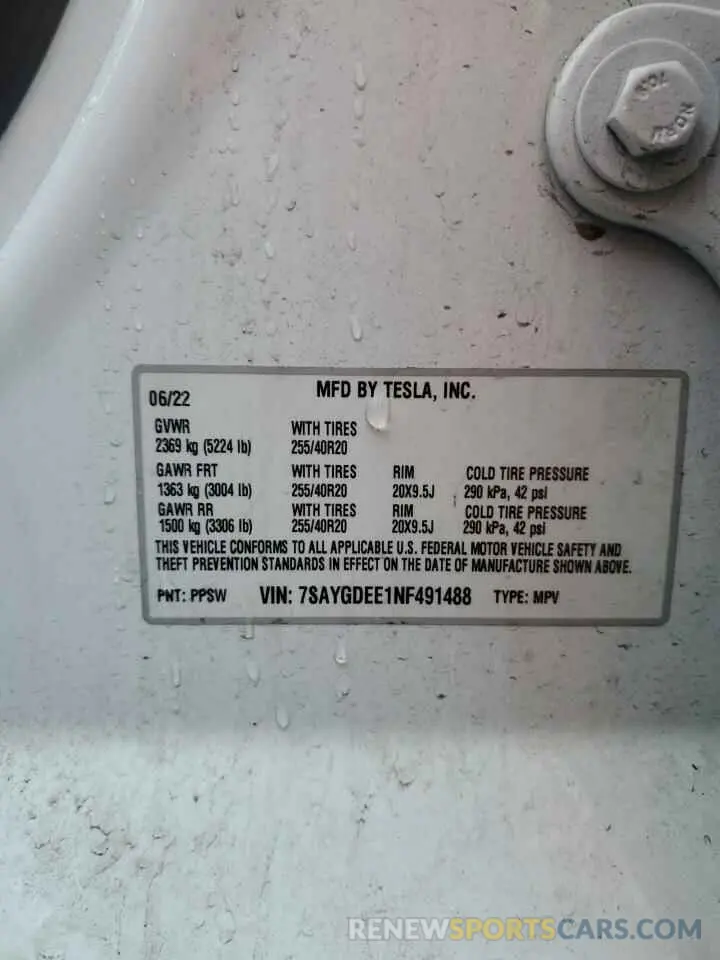 MFD BY TESLA, INC.
06/22
GVWR WITH TIRES
2369 kg (5224 lb) 255/40R20
GAWR FRT WITH TIRES RIM COLD TIRE PRESSURE
1363 kg (3004 lb) 255/40R20 20X9.5J 290 kPa, 42 psi
GAWR RR WITH TIRES RIM COLD TIRE PRESSURE
1500 kg (3306 lb) 255/40R20 20X9.5J 290 kPa, 42 psi
THIS VEHICLE CONFORMS TO ALL APPLICABLE U.S. FEDERAL MOTOR VEHICLE SAFETY AND
THEFT PREVENTION STANDARDS IN EFFECT ON THE DATE OF MANUFACTURE SHOWN ABOVE.
PNT: PPSW VIN: 7SAYGDEE1NF491488 TYPE: MPV
RENEWSPORTSCARS.COM